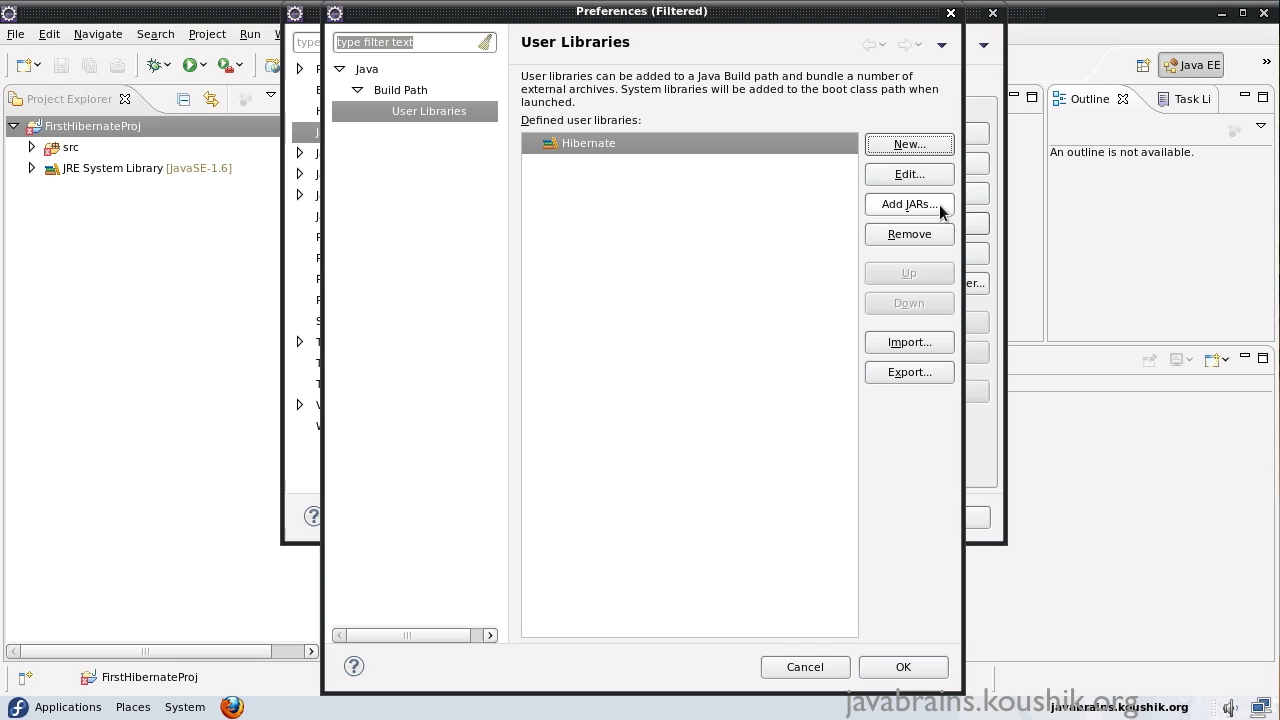 Preferences (Filtered)
File Edit Navigate Search Project Run
Java EE
Project Explorer
FirstHibernateProj
src
JRE System Library [JavaSE-1.6]
type
type filter text
Java
Build Path
User Libraries
User Libraries
User libraries can be added to a Java Build path and bundle a number of
external archives. System libraries will be added to the boot class path when
launched.
Defined user libraries:
Hibernate
New...
Edit...
Add JARs...
Remove
Up
Down
Import...
Export...
er...
Cancel
OK
Outline
Task Li
An outline is not available.
FirstHibernateProj
Applications Places System
javabrains.koushik.org
javabrains.koushik.org